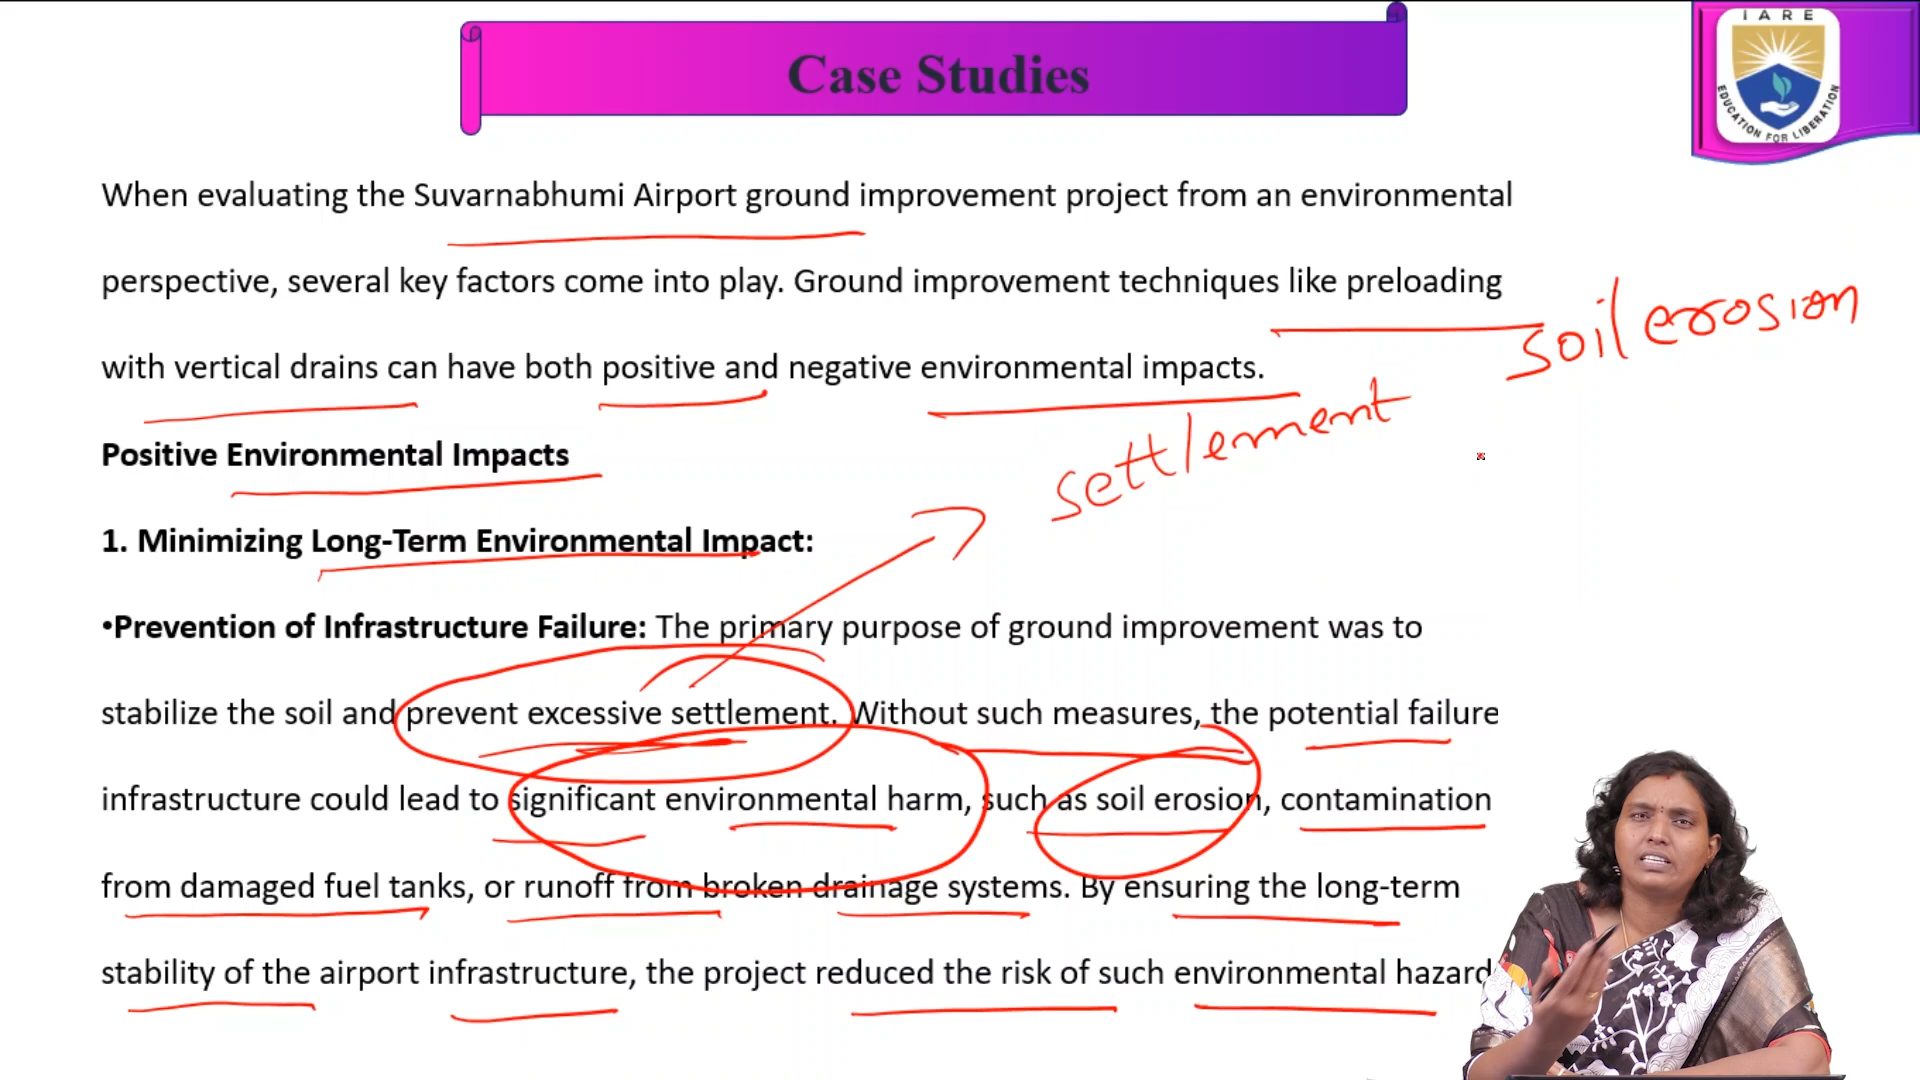 Case Studies
IARE
EDUCATION FOR LIBERATION
When evaluating the Suvarnabhumi Airport ground improvement project from an environmental
perspective, several key factors come into play. Ground improvement techniques like preloading
soil erosion
with vertical drains can have both positive and negative environmental impacts.
settlement
Positive Environmental Impacts
1. Minimizing Long-Term Environmental Impact:
•Prevention of Infrastructure Failure: The primary purpose of ground improvement was to
stabilize the soil and prevent excessive settlement. Without such measures, the potential failure
infrastructure could lead to significant environmental harm, such as soil erosion, contamination
from damaged fuel tanks, or runoff from broken drainage systems. By ensuring the long-term
stability of the airport infrastructure, the project reduced the risk of such environmental hazard